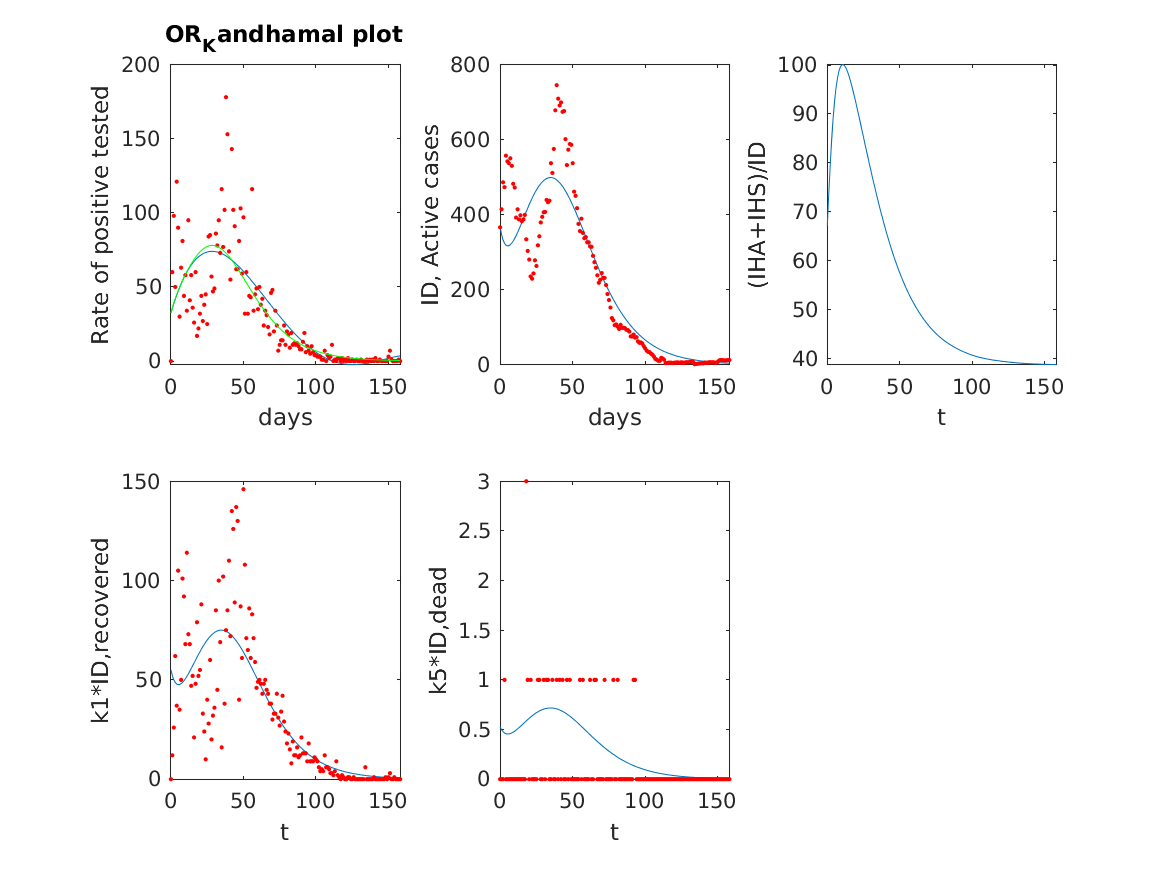 OR_Kandhamal plot
200
150
100
50
0
Rate of positive tested
0 50 100 150
days
800
600
400
200
0
ID, Active cases
0 50 100 150
days
100
90
80
70
60
50
40
(IHA+IHS)/ID
0 50 100 150
t
150
100
50
0
k1*ID,recovered
0 50 100 150
t
3
2.5
2
1.5
1
0.5
0
k5*ID,dead
0 50 100 150
t